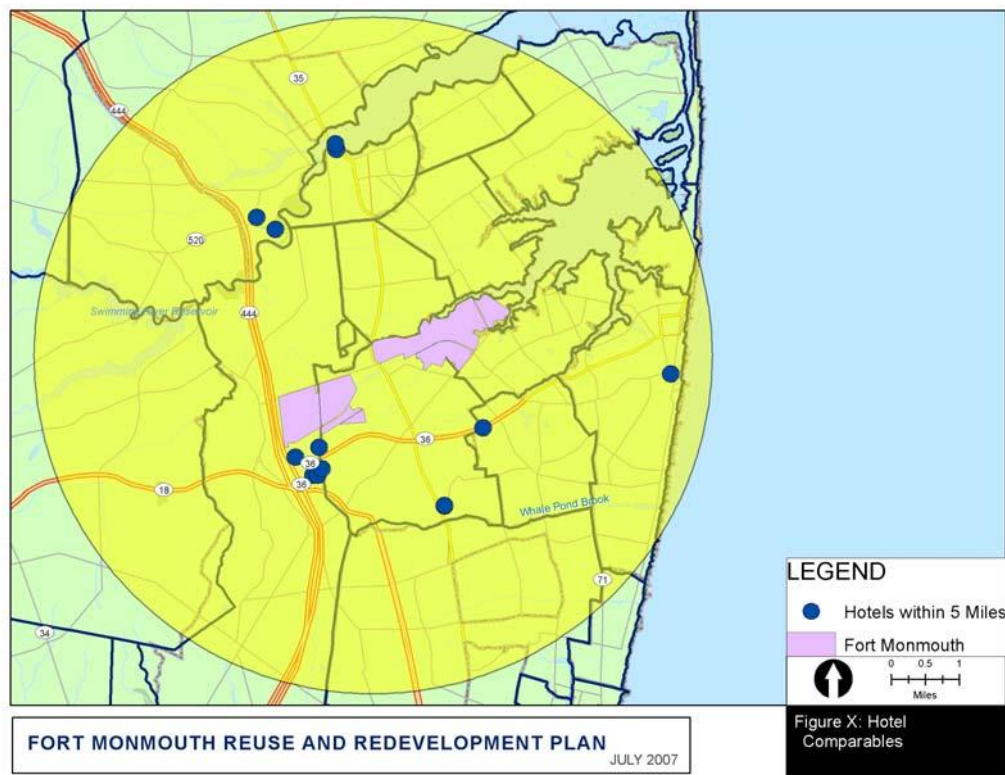 444
35
520
Swimming River Reservoir
444
36
36
36
18
Whale Pond Brook
71
34
LEGEND
Hotels within 5 Miles
Fort Monmouth
0 0.5 1
Miles
Figure X: Hotel
Comparables
FORT MONMOUTH REUSE AND REDEVELOPMENT PLAN
JULY 2007